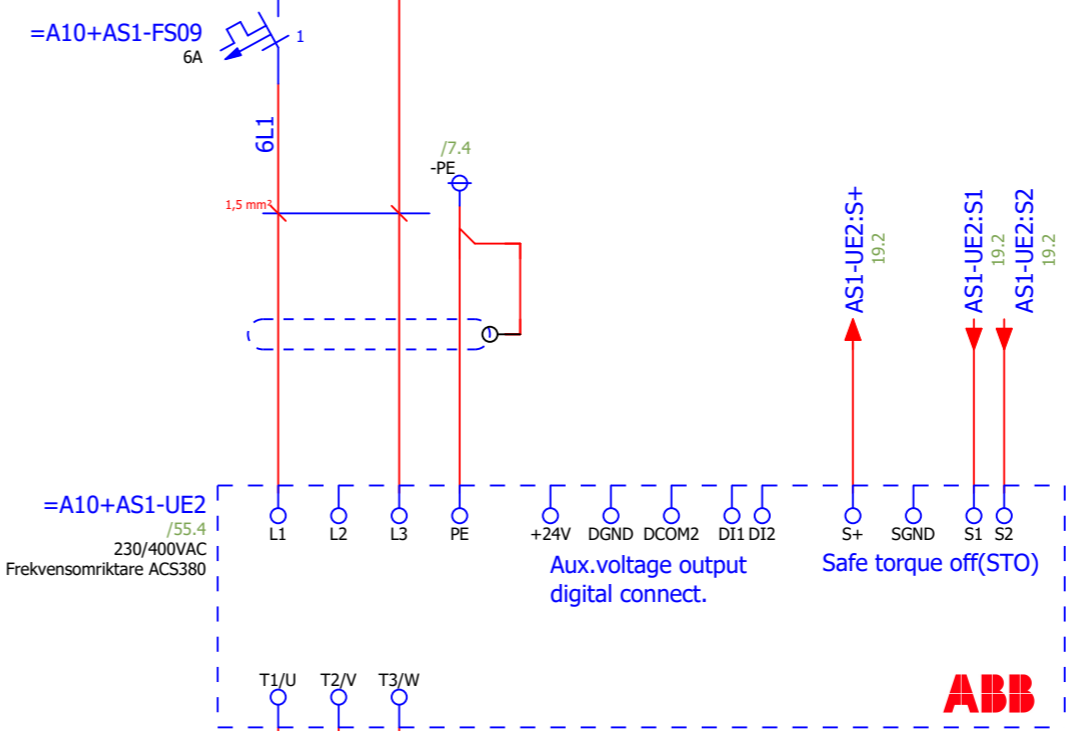 =A10+AS1-FS09
6A
1
6L1
/7.4
-PE
1,5 mm²
AS1-UE2:S+
19.2
AS1-UE2:S1
19.2
AS1-UE2:S2
19.2
=A10+AS1-UE2
/55.4
230/400VAC
Frekvensomriktare ACS380
L1 L2 L3 PE +24V DGND DCOM2 DI1 DI2 S+ SGND S1 S2
Aux.voltage output
digital connect.
Safe torque off(STO)
T1/U T2/V T3/W
ABB